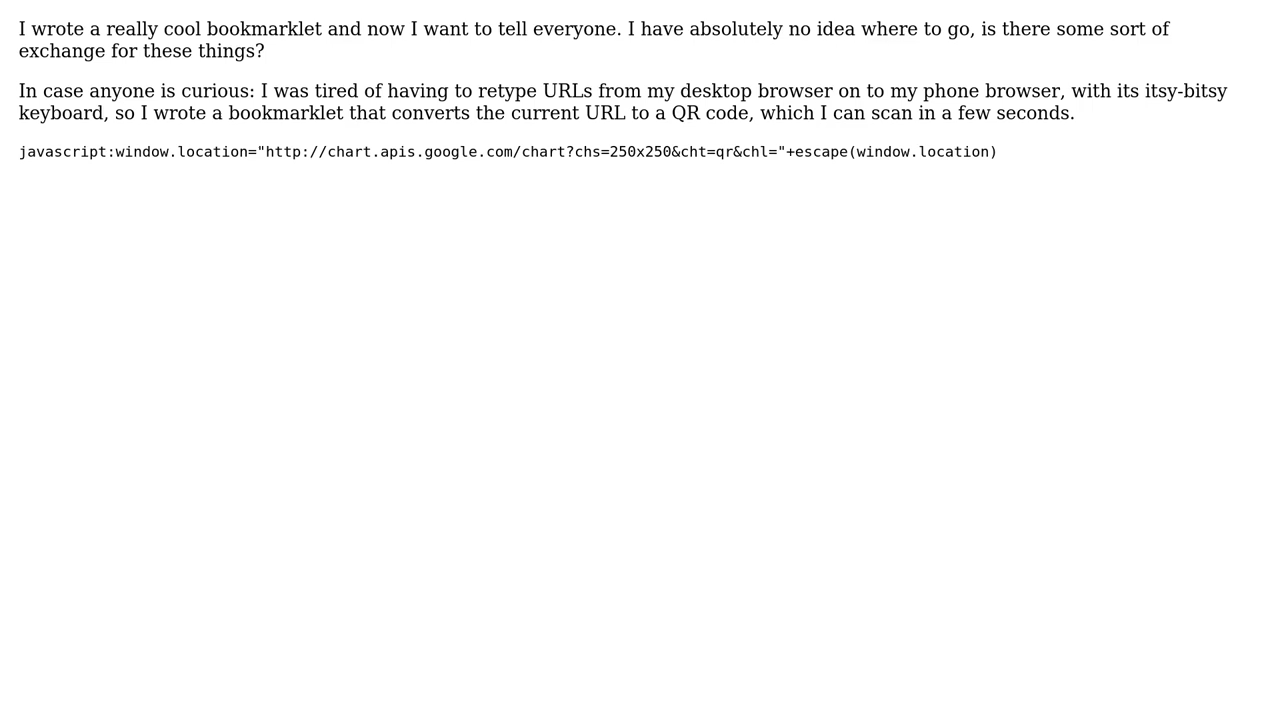 I wrote a really cool bookmarklet and now I want to tell everyone. I have absolutely no idea where to go, is there some sort of
exchange for these things?
In case anyone is curious: I was tired of having to retype URLs from my desktop browser on to my phone browser, with its itsy-bitsy
keyboard, so I wrote a bookmarklet that converts the current URL to a QR code, which I can scan in a few seconds.
javascript:window.location="http://chart.apis.google.com/chart?chs=250x250&cht=qr&chl="+escape(window.location)